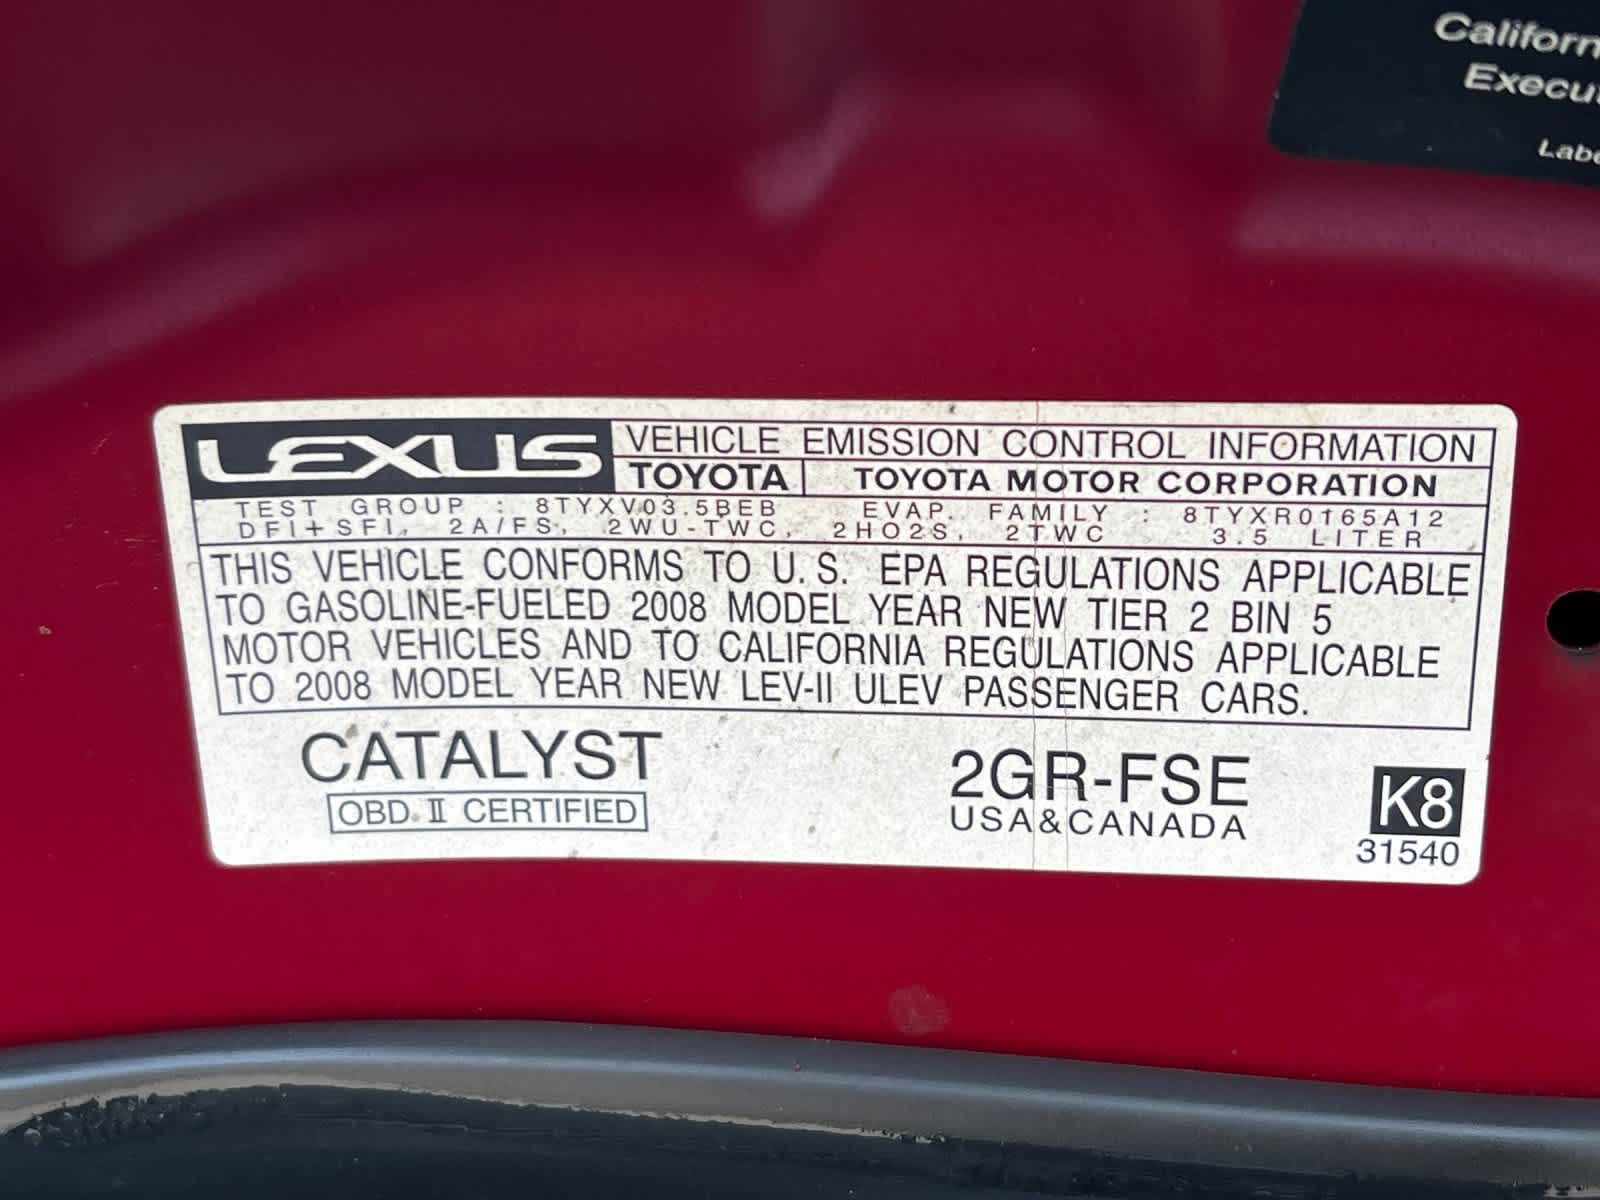 Californ
Execut
Labe
LEXUS VEHICLE EMISSION CONTROL INFORMATION
TOYOTA TOYOTA MOTOR CORPORATION
TEST GROUP : 8TYXV03.5BEB EVAP. FAMILY : 8TYXR0165A12
DFI+SFI, 2A/FS, 2WU-TWC, 2HO2S, 2TWC 3.5 LITER
THIS VEHICLE CONFORMS TO U.S. EPA REGULATIONS APPLICABLE
TO GASOLINE-FUELED 2008 MODEL YEAR NEW TIER 2 BIN 5
MOTOR VEHICLES AND TO CALIFORNIA REGULATIONS APPLICABLE
TO 2008 MODEL YEAR NEW LEV-II ULEV PASSENGER CARS.
CATALYST 2GR-FSE
OBD II CERTIFIED USA&CANADA
K8
31540